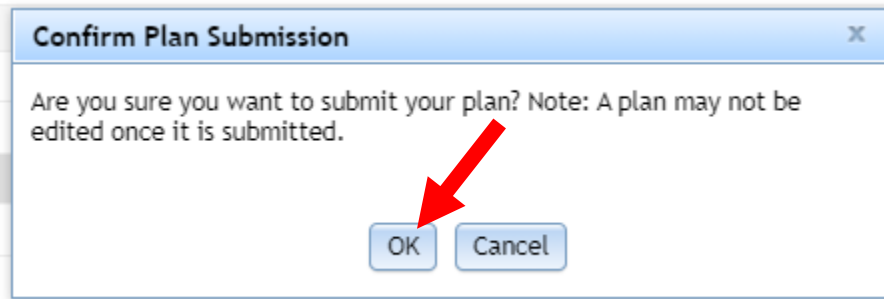 Confirm Plan Submission
x
Are you sure you want to submit your plan? Note: A plan may not be
edited once it is submitted.
OK Cancel